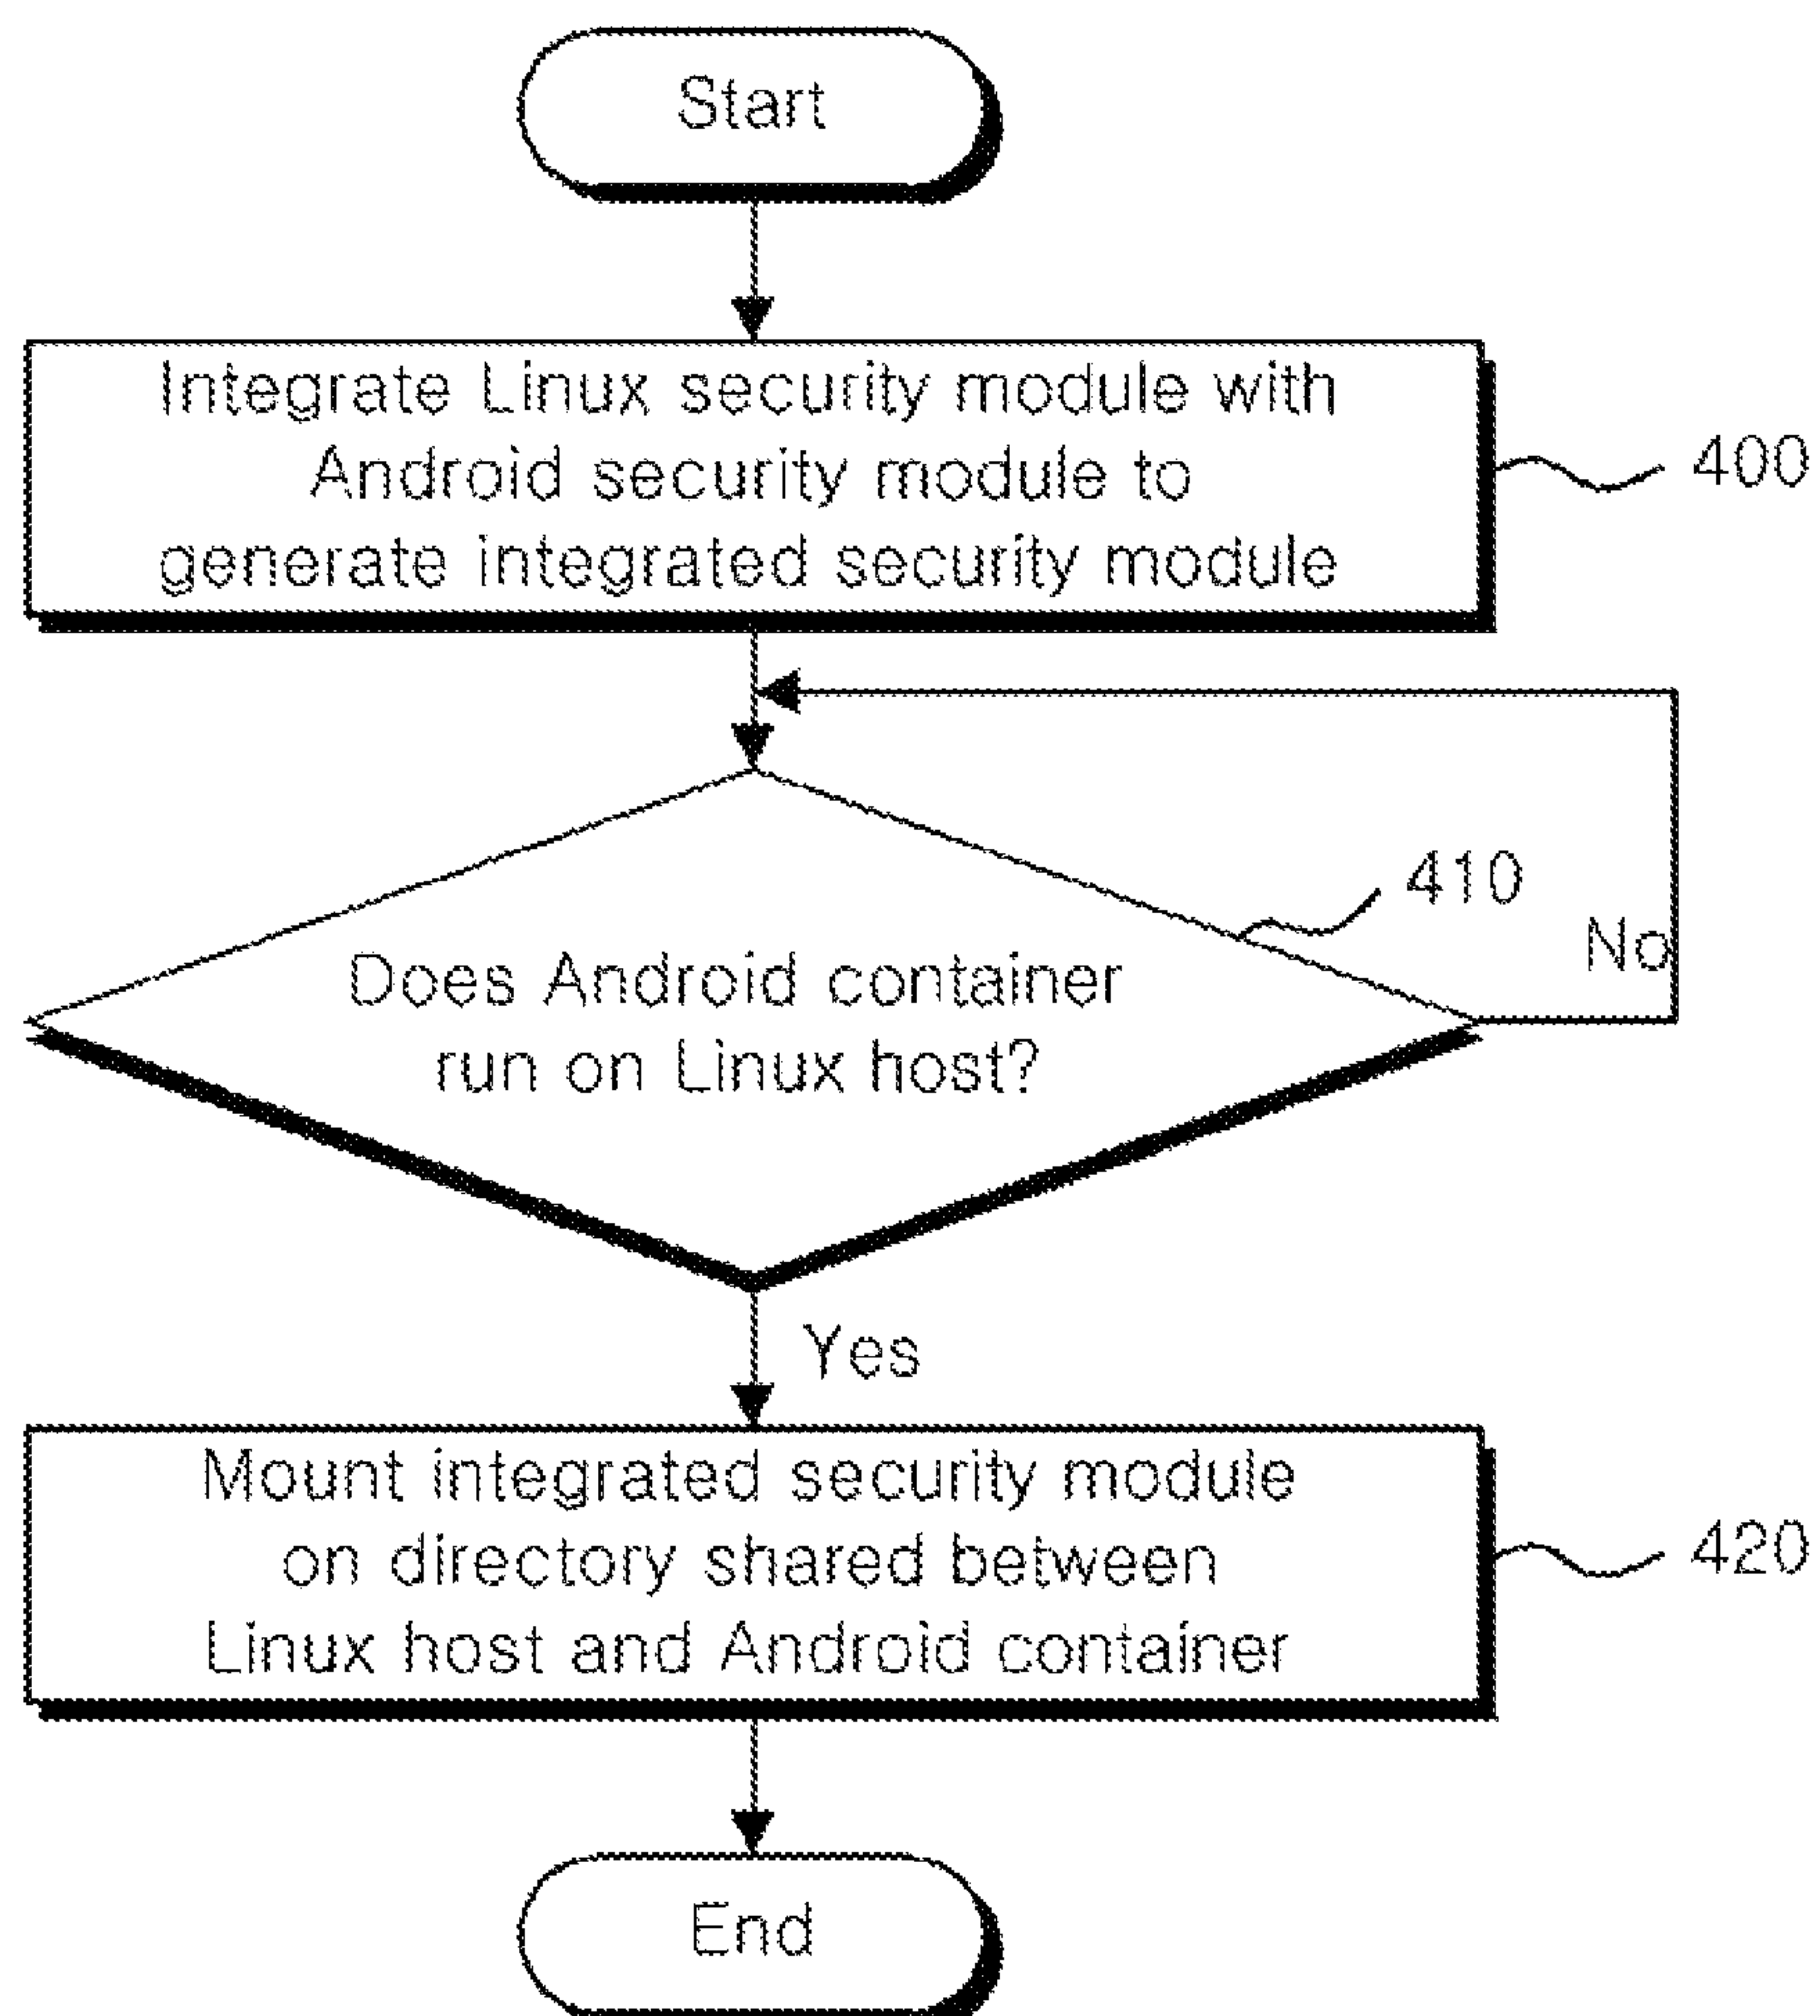 Start
Integrate Linux security module with
Android security module to
generate integrated security module
400
410
No
Does Android container
run on Linux host?
Yes
Mount integrated security module
on directory shared between
Linux host and Android container
420
End